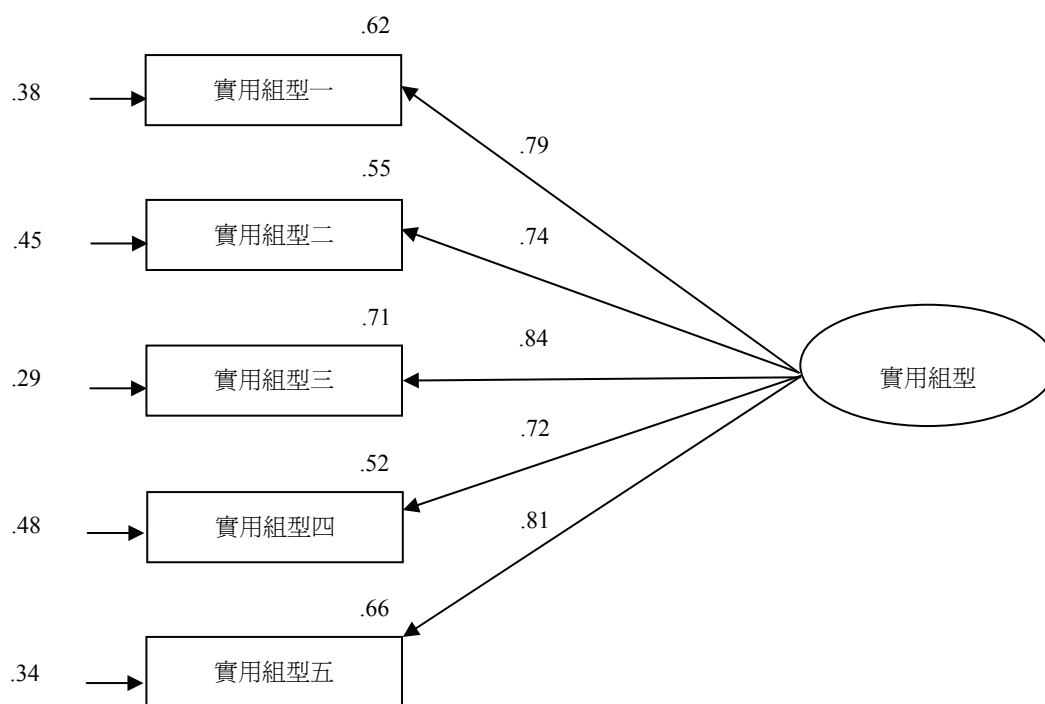 .62
.38
實用組型一
.79
.55
.74
.45
實用組型二
.71
.84
.29
實用組型三
實用組型
.72
.52
.48
實用組型四
.81
.66
.34
實用組型五